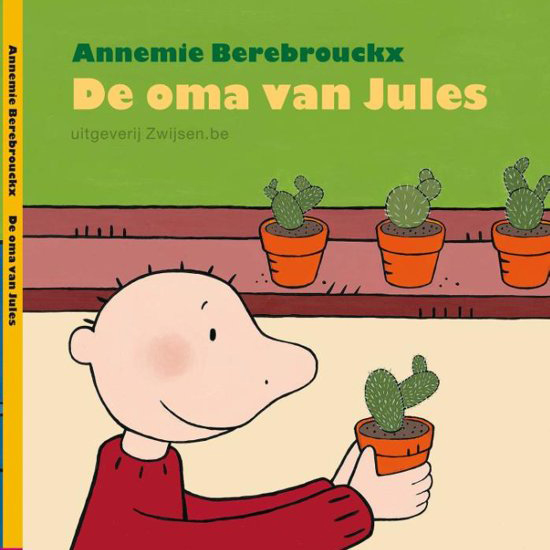 Annemie Berebrouckx
De oma van Jules
uitgeverij Zwijsen.be
Annemie Berebrouckx De oma van Jules